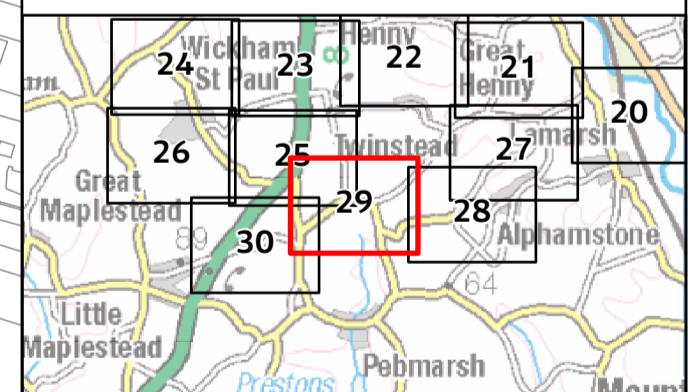 Henny
24
Wickham
St Paul
23
22
Great
Henny
21
20
am
26
25
Twinstead
27
Lamarsh
Great
Maplestead
29
28
30
89
Alphamstone
64
Little
Maplestead
Pebmarsh
Prestons